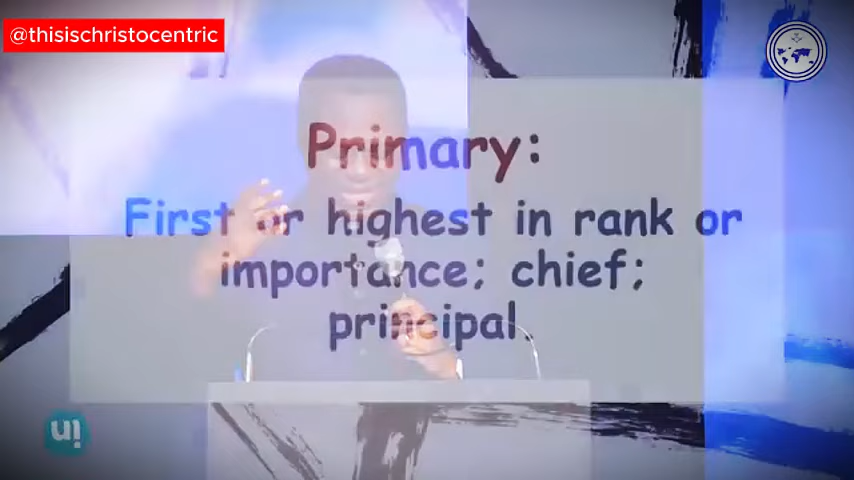 @thisischristocentric
Primary:
First or highest in rank or
importance; chief;
principal.